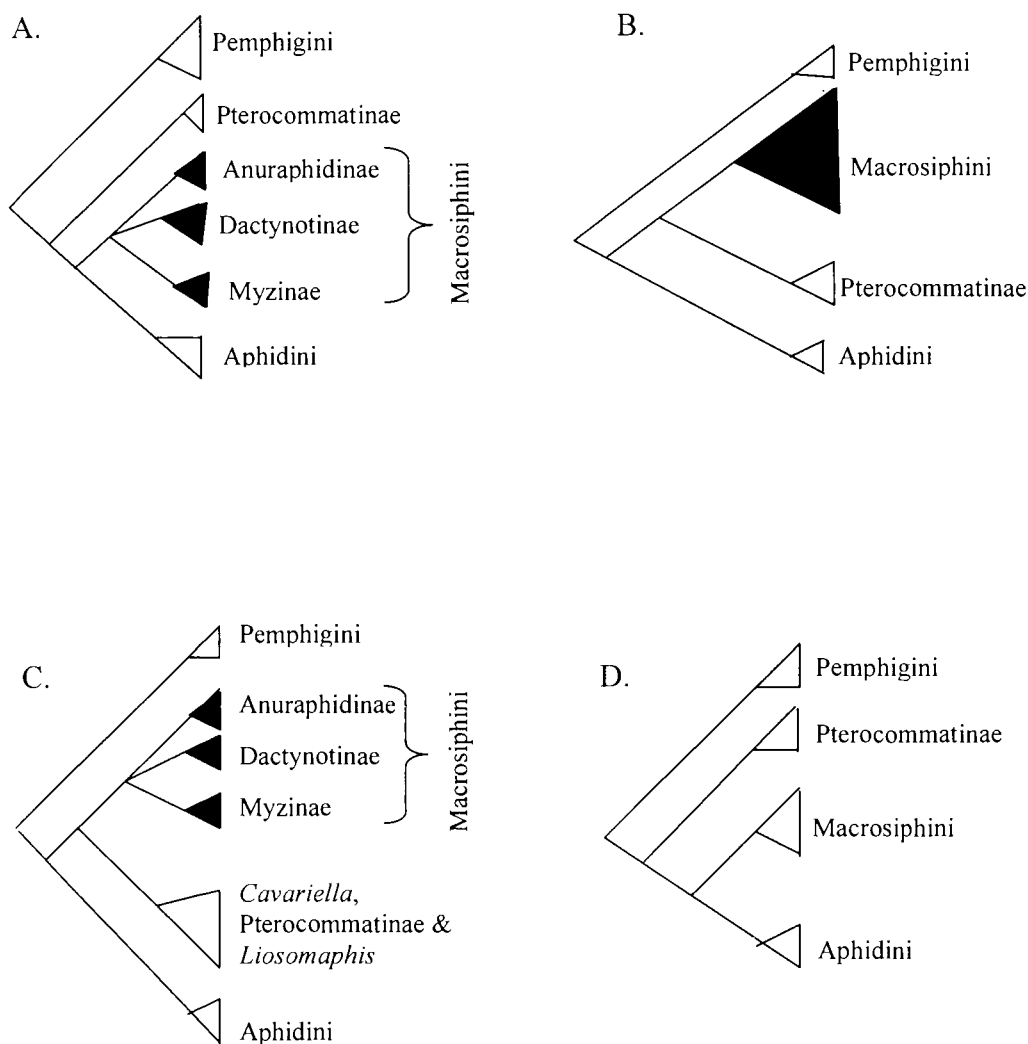 A.
Pemphigini
Pterocommatinae
Anuraphidinae
Dactynotinae
Myzinae
Macrosiphini
Aphidini
B.
Pemphigini
Macrosiphini
Pterocommatinae
Aphidini
C.
Pemphigini
Anuraphidinae
Dactynotinae
Myzinae
Macrosiphini
Cavariella,
Pterocommatinae &
Liosomaphis
Aphidini
D.
Pemphigini
Pterocommatinae
Macrosiphini
Aphidini